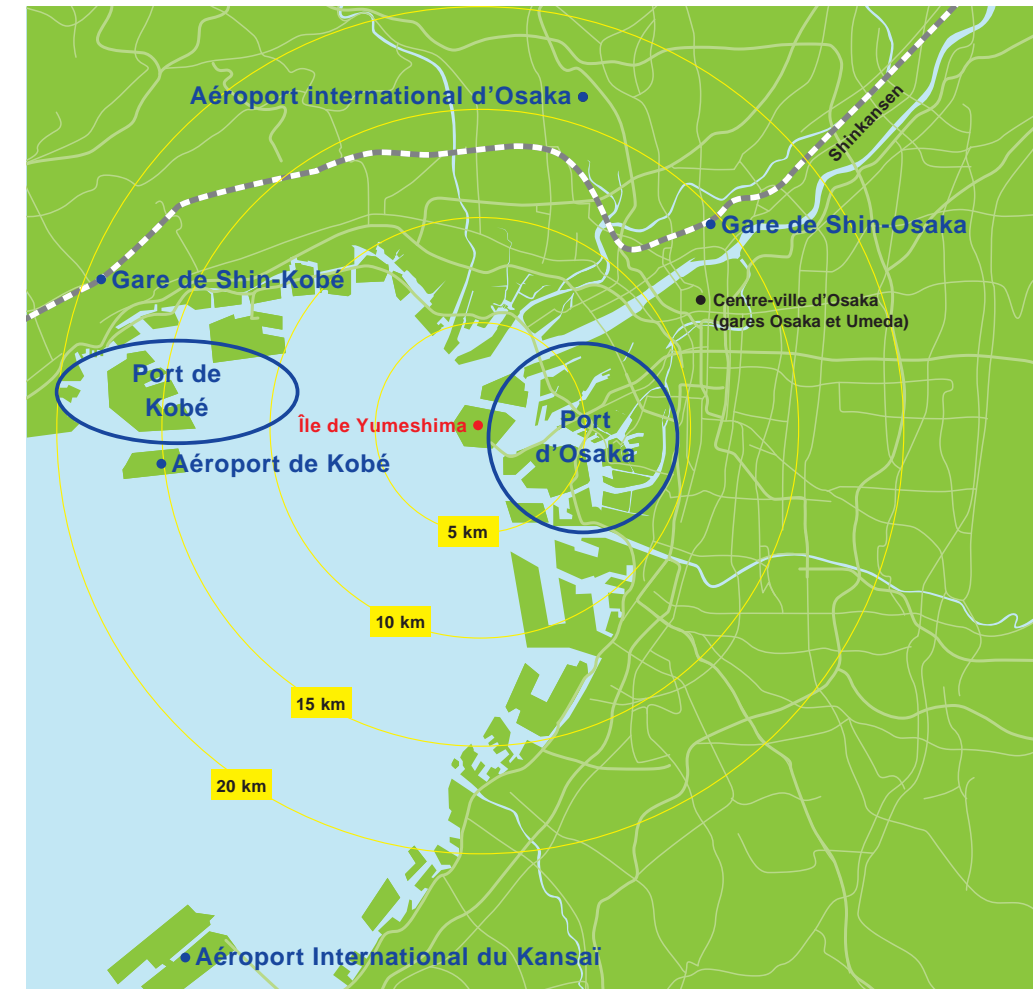 Aéroport international d’Osaka
Shinkansen
Gare de Shin-Osaka
Gare de Shin-Kobé
Centre-ville d’Osaka
(gares Osaka et Umeda)
Port de
Kobé
Île de Yumeshima
Port
d’Osaka
Aéroport de Kobé
5 km
10 km
15 km
20 km
Aéroport International du Kansaï